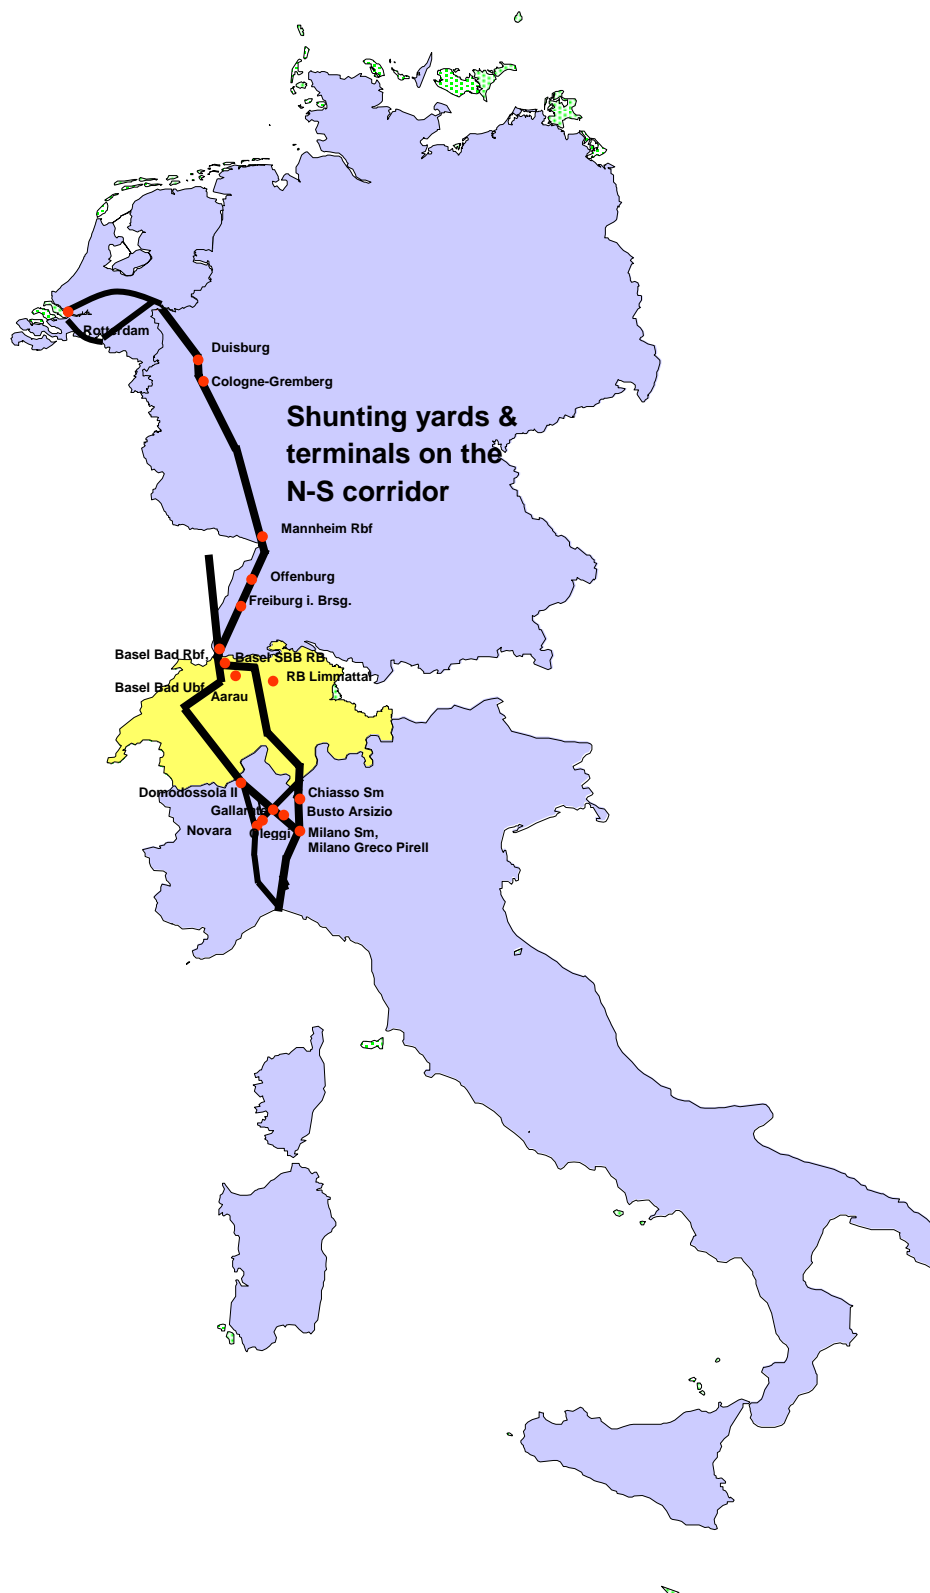 Rotterdam
Duisburg
Cologne-Gremberg
Shunting yards &
terminals on the
N-S corridor
Mannheim Rbf
Offenburg
Freiburg i. Brsg.
Basel Bad Rbf,
Basel SBB RB
RB Limmattal
Basel Bad Ubf
Aarau
Domodossola II
Chiasso Sm
Gallarate
Busto Arsizio
Novara
Oleggi
Milano Sm,
Milano Greco Pirell